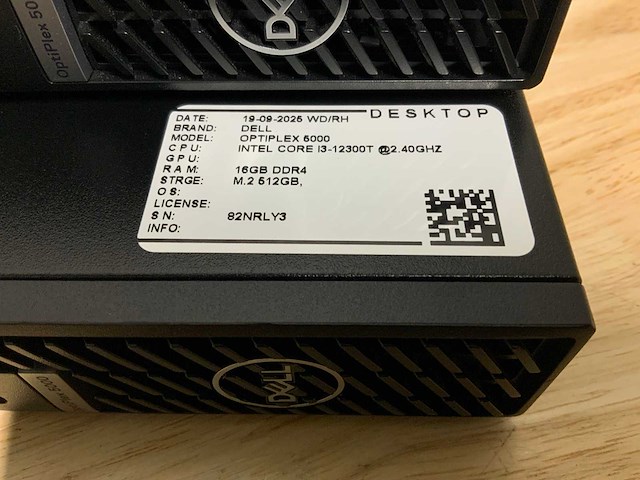 OptiPlex 50
DELL
DESKTOP
DATE: 19-09-2025 WD/RH
BRAND: DELL
MODEL: OPTIPLEX 5000
CPU: INTEL CORE I3-12300T @2.40GHZ
GPU:
RAM: 16GB DDR4
STRGE: M.2 512GB,
OS:
LICENSE:
SN: 82NRLY3
INFO:
DELL
5000